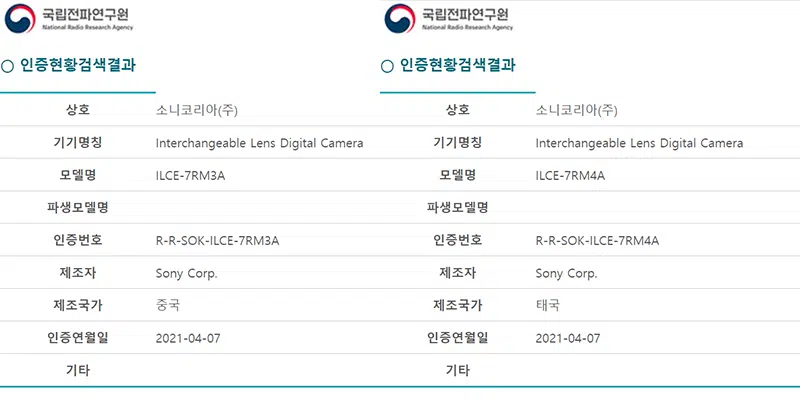 국립전파연구원
National Radio Research Agency
인증현황검색결과
상호 소니코리아(주)
기기명칭 Interchangeable Lens Digital Camera
모델명 ILCE-7RM3A
파생모델명
인증번호 R-R-SOK-ILCE-7RM3A
제조자 Sony Corp.
제조국가 중국
인증연월일 2021-04-07
기타
국립전파연구원
National Radio Research Agency
인증현황검색결과
상호 소니코리아(주)
기기명칭 Interchangeable Lens Digital Camera
모델명 ILCE-7RM4A
파생모델명
인증번호 R-R-SOK-ILCE-7RM4A
제조자 Sony Corp.
제조국가 태국
인증연월일 2021-04-07
기타